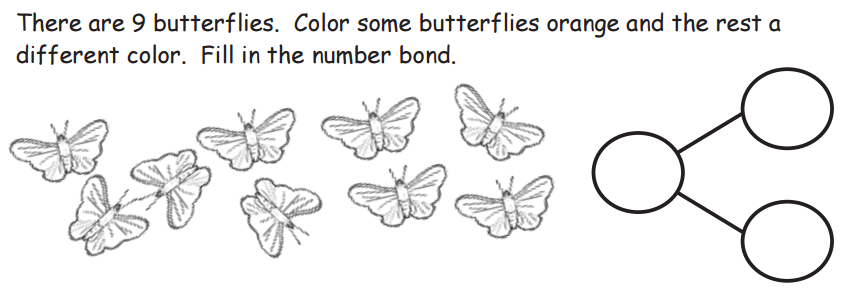 There are 9 butterflies.  Color some butterflies orange and the rest a
different color.  Fill in the number bond.